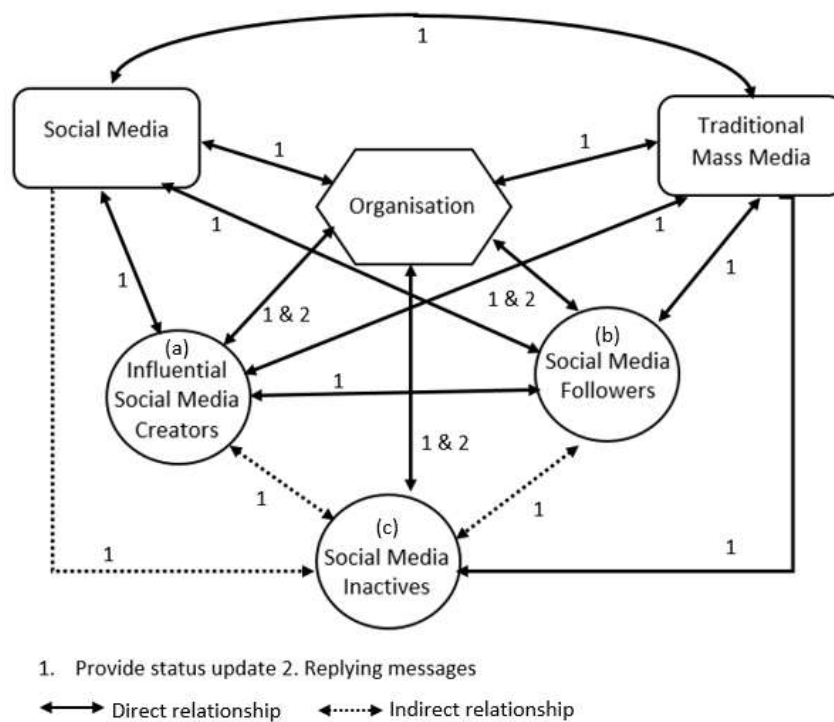 1
Social Media
Traditional
Mass Media
1
1
Organisation
1
1
1
1
1 & 2
1 & 2
(a)
Influential
Social Media
Creators
(b)
Social Media
Followers
1
1 & 2
1
1
(c)
Social Media
Inactives
1
1
1. Provide status update 2. Replying messages
Direct relationship
Indirect relationship